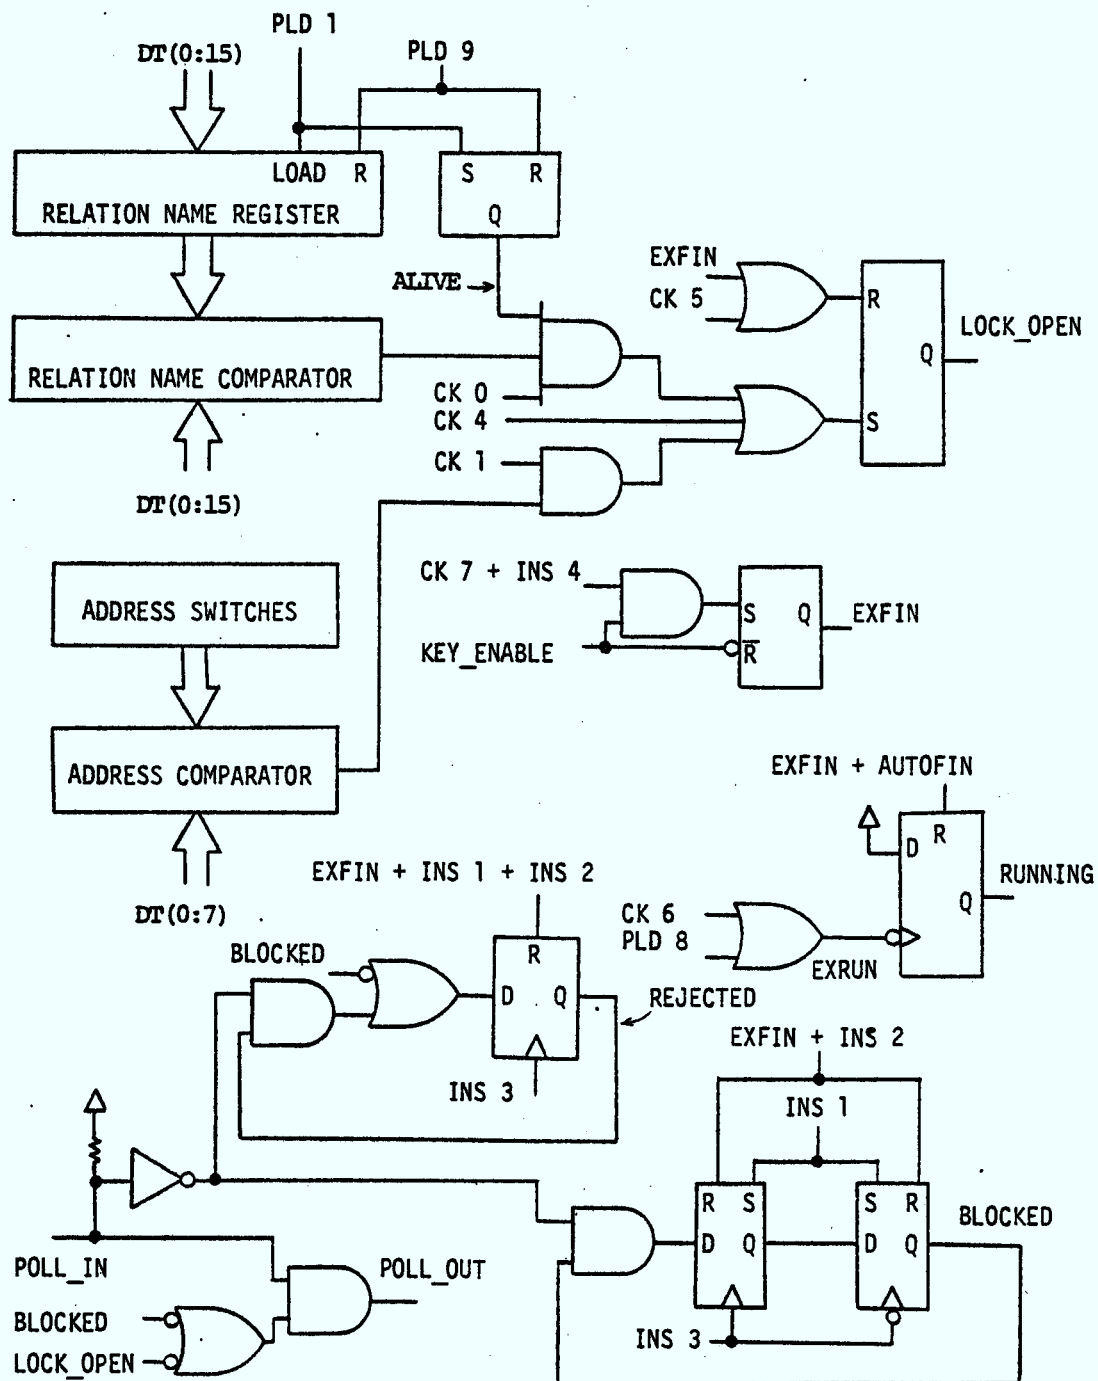 PLD 1
DT(0:15)
PLD 9
LOAD R
S R
RELATION NAME REGISTER
Q
EXFIN
ALIVE
CK 5
R
LOCK_OPEN
Q
RELATION NAME COMPARATOR
CK 0
CK 4
S
CK 1
DT(0:15)
CK 7 + INS 4
ADDRESS SWITCHES
S Q
EXFIN
KEY_ENABLE
R
ADDRESS COMPARATOR
EXFIN + AUTOFIN
R
D
EXFIN + INS 1 + INS 2
RUNNING
Q
DT(0:7)
CK 6
PLD 8
BLOCKED
R
EXRUN
D Q
REJECTED
EXFIN + INS 2
INS 3
INS 1
R S
S R
BLOCKED
D Q
D Q
POLL_IN
POLL_OUT
BLOCKED
INS 3
LOCK_OPEN